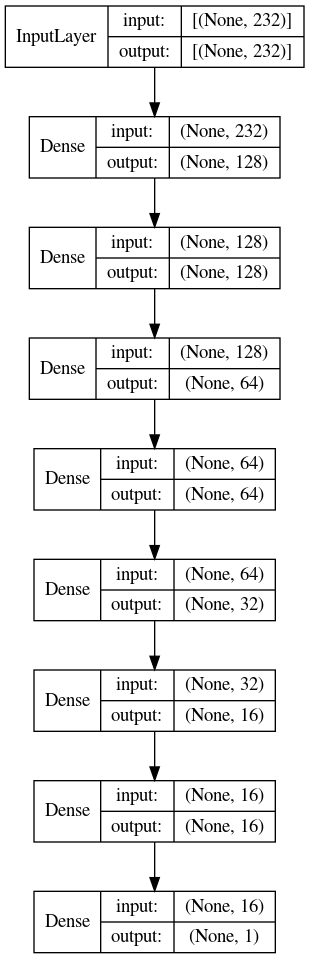 InputLayer input: [(None, 232)]
output: [(None, 232)]
Dense input: (None, 232)
output: (None, 128)
Dense input: (None, 128)
output: (None, 128)
Dense input: (None, 128)
output: (None, 64)
Dense input: (None, 64)
output: (None, 64)
Dense input: (None, 64)
output: (None, 32)
Dense input: (None, 32)
output: (None, 16)
Dense input: (None, 16)
output: (None, 16)
Dense input: (None, 16)
output: (None, 1)